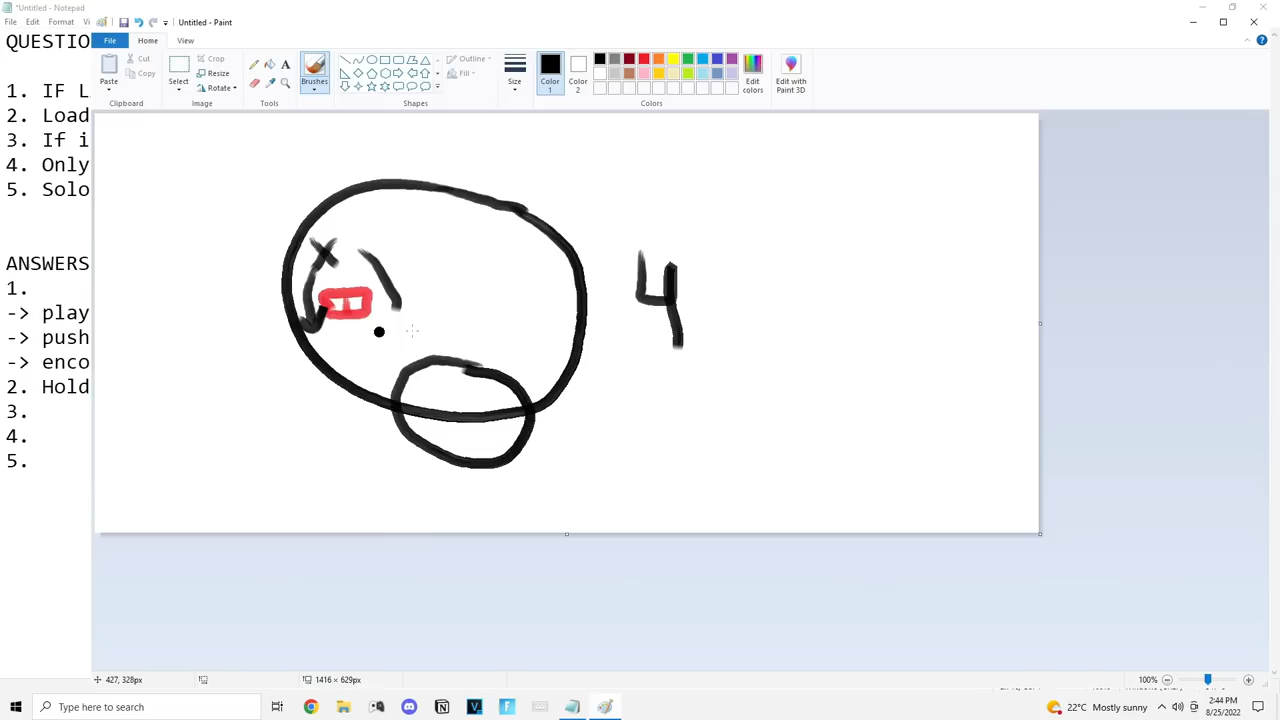 *Untitled - Notepad
File Edit Format Vi
Untitled - Paint
File Home View
Paste
Cut
Copy
Clipboard
Select
Crop
Resize
Rotate
Image
Tools
Brushes
Shapes
Outline
Fill
Size
Color 1
Color 2
Colors
Edit colors
Edit with Paint 3D
QUESTIO
1. IF L
2. Load
3. If i
4. Only
5. Solo
ANSWERS
1.
-> play
-> push
-> enco
2. Hold
3.
4.
5.
x
4
427, 328px
1416 × 629px
100%
Type here to search
22°C Mostly sunny
2:44 PM
8/25/2022